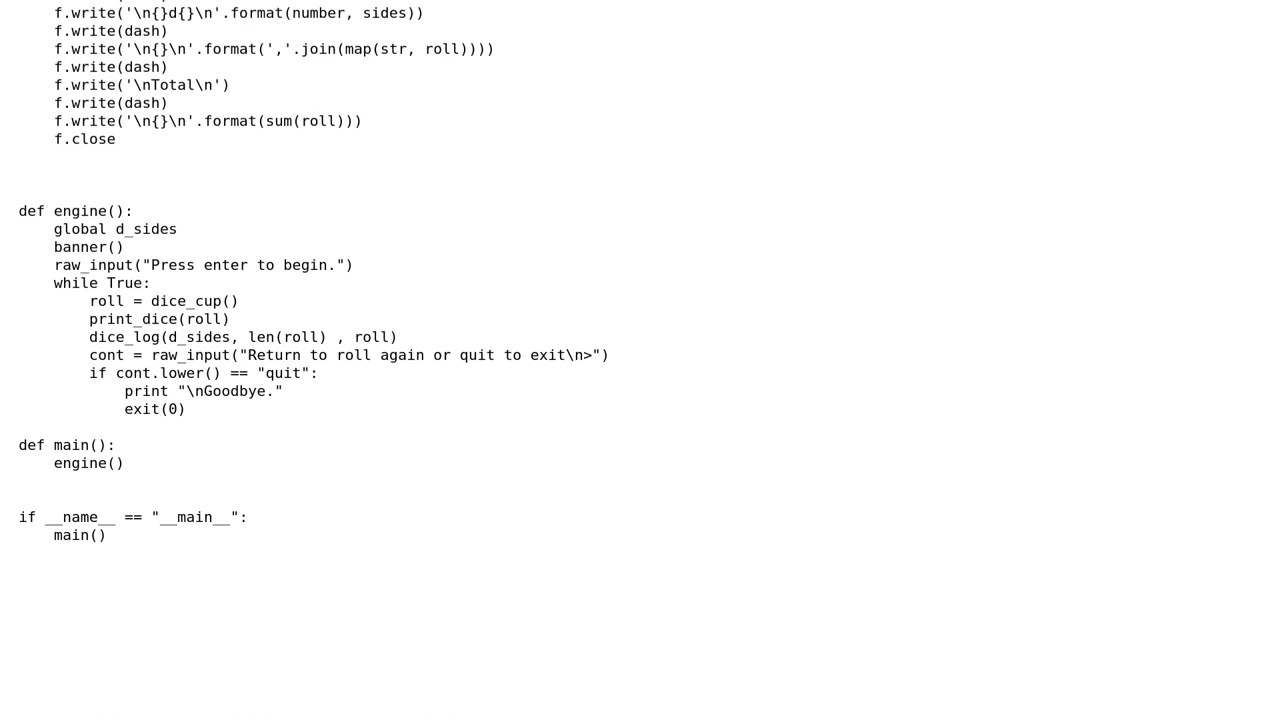 f.write('\n{}d{}\n'.format(number, sides))
    f.write(dash)
    f.write('\n{}\n'.format(','.join(map(str, roll))))
    f.write(dash)
    f.write('\nTotal\n')
    f.write(dash)
    f.write('\n{}\n'.format(sum(roll)))
    f.close
def engine():
    global d_sides
    banner()
    raw_input("Press enter to begin.")
    while True:
        roll = dice_cup()
        print_dice(roll)
        dice_log(d_sides, len(roll) , roll)
        cont = raw_input("Return to roll again or quit to exit\n>")
        if cont.lower() == "quit":
            print "\nGoodbye."
            exit(0)
def main():
    engine()
if __name__ == "__main__":
    main()